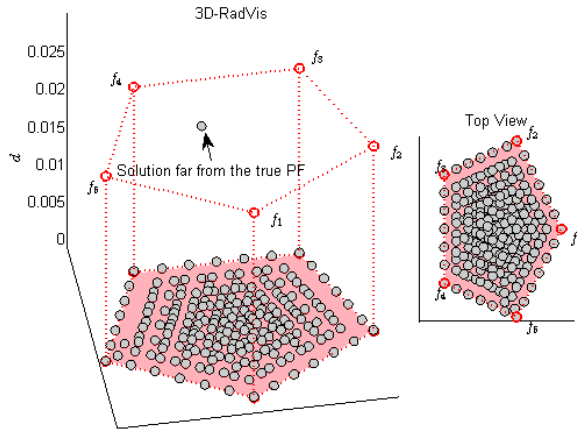 3D-RadVis
0.025
0.02
0.015
0.01
0.005
0
d
f4
f3
f2
f5
f1
Solution far from the true PF
Top View
f2
f3
f
f4
f5